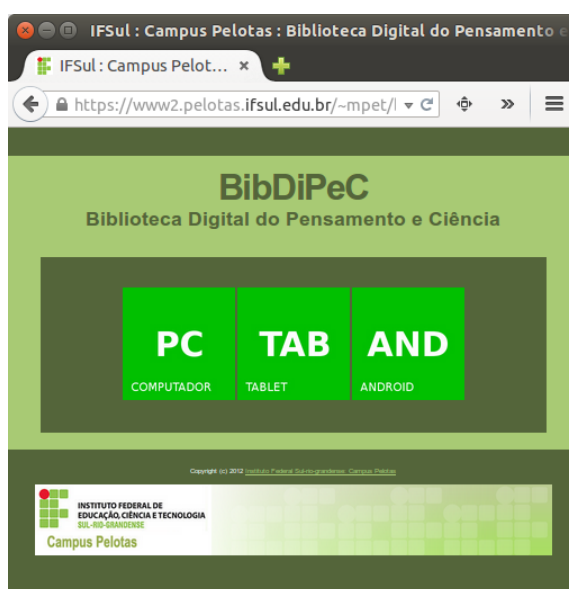 IFSul : Campus Pelotas : Biblioteca Digital do Pensamento e
IFSul : Campus Pelot... ×
https://www2.pelotas.ifsul.edu.br/~mpet/
BibDiPeC
Biblioteca Digital do Pensamento e Ciência
PC TAB AND
COMPUTADOR TABLET ANDROID
Copyright (c) 2012 Instituto Federal Sul-rio-grandense: Campus Pelotas
INSTITUTO FEDERAL DE
EDUCAÇÃO, CIÊNCIA E TECNOLOGIA
SUL-RIO-GRANDENSE
Campus Pelotas